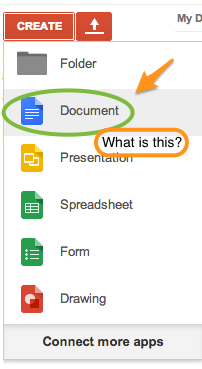 CREATE
My D
Folder
Document
What is this?
Presentation
Spreadsheet
Form
Drawing
Connect more apps